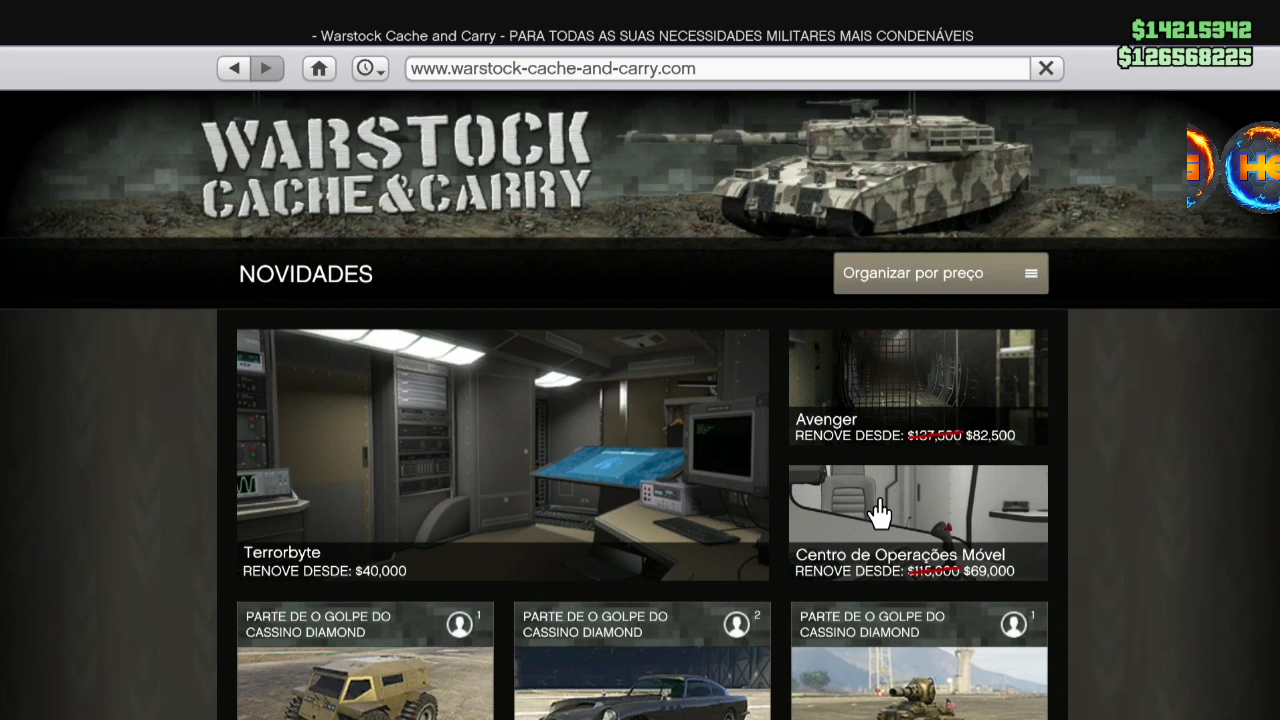 - Warstock Cache and Carry - PARA TODAS AS SUAS NECESSIDADES MILITARES MAIS CONDENÁVEIS
$14215342
$126568225
www.warstock-cache-and-carry.com
WARSTOCK
CACHE&CARRY
NOVIDADES
Organizar por preço
Avenger
RENOVE DESDE: $137,500 $82,500
Terrorbyte
RENOVE DESDE: $40,000
Centro de Operações Móvel
RENOVE DESDE: $115,000 $69,000
PARTE DE O GOLPE DO
CASSINO DIAMOND
1
PARTE DE O GOLPE DO
CASSINO DIAMOND
2
PARTE DE O GOLPE DO
CASSINO DIAMOND
1